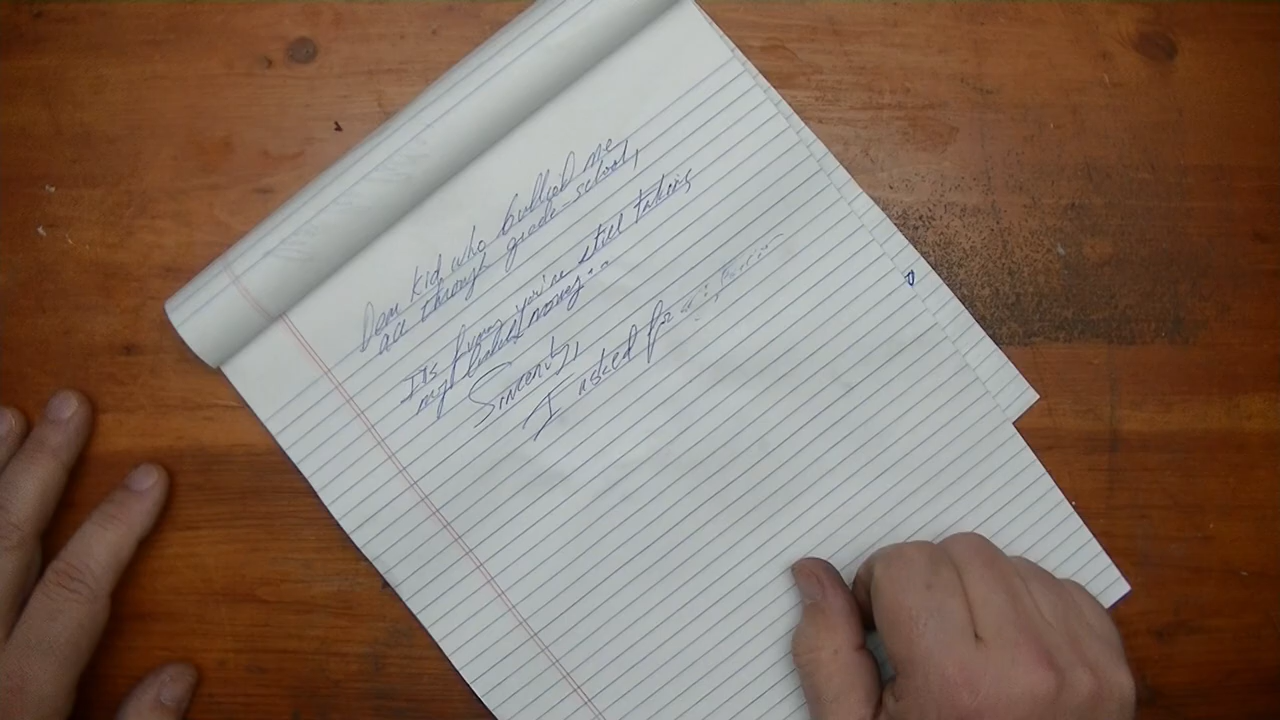 Dear kid who bullied me
all through grade-school,
Its funny you're still taking
my lunch money...
Sincerely,
I asked for